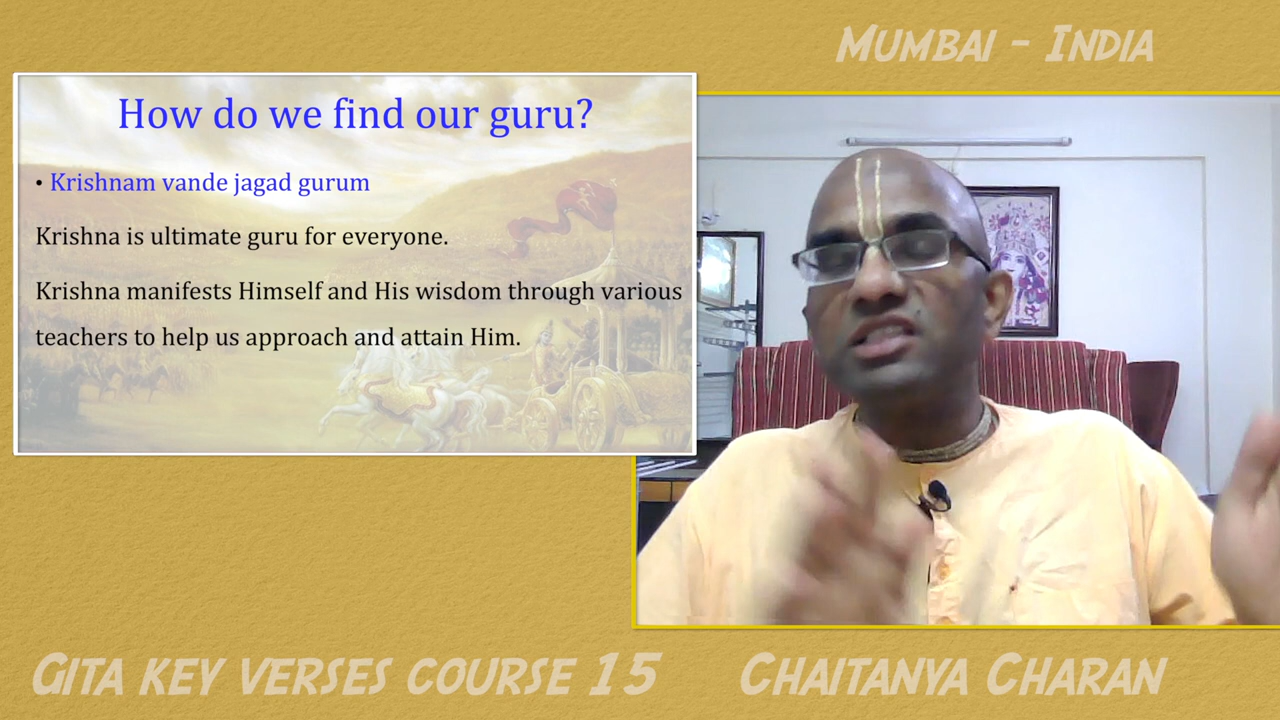 Mumbai - India
How do we find our guru?
• Krishnam vande jagad gurum
Krishna is ultimate guru for everyone.
Krishna manifests Himself and His wisdom through various
teachers to help us approach and attain Him.
Gita key verses course 15
Chaitanya Charan